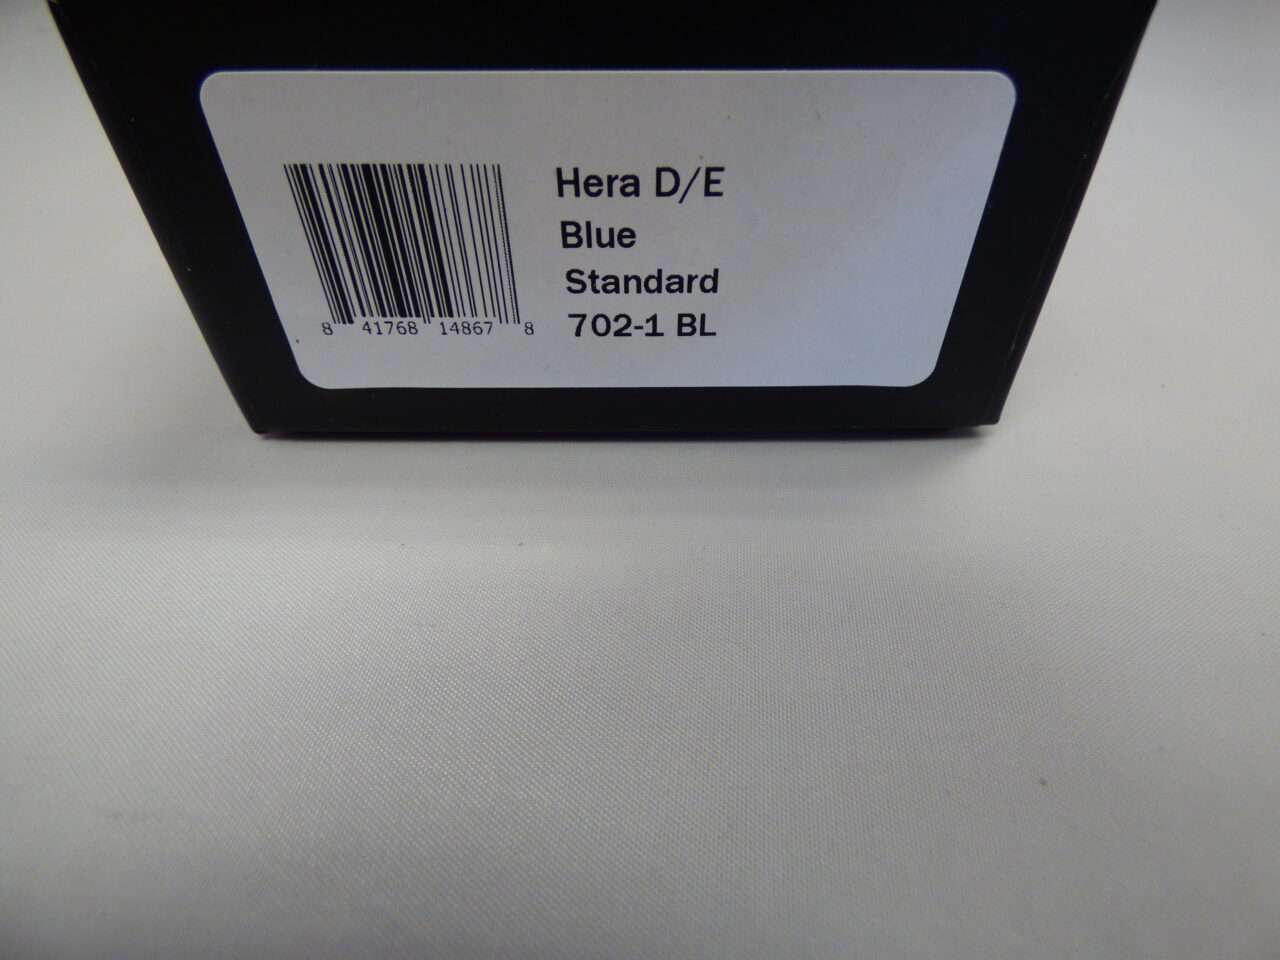 Hera D/E
Blue
Standard
702-1 BL
8 41768 14867 8